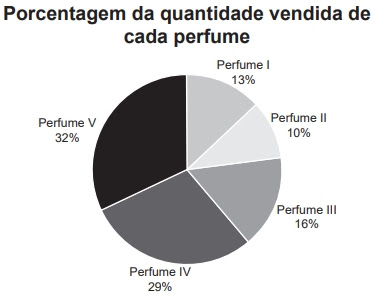 Porcentagem da quantidade vendida de
cada perfume
Perfume I
13%
Perfume II
10%
Perfume III
16%
Perfume IV
29%
Perfume V
32%